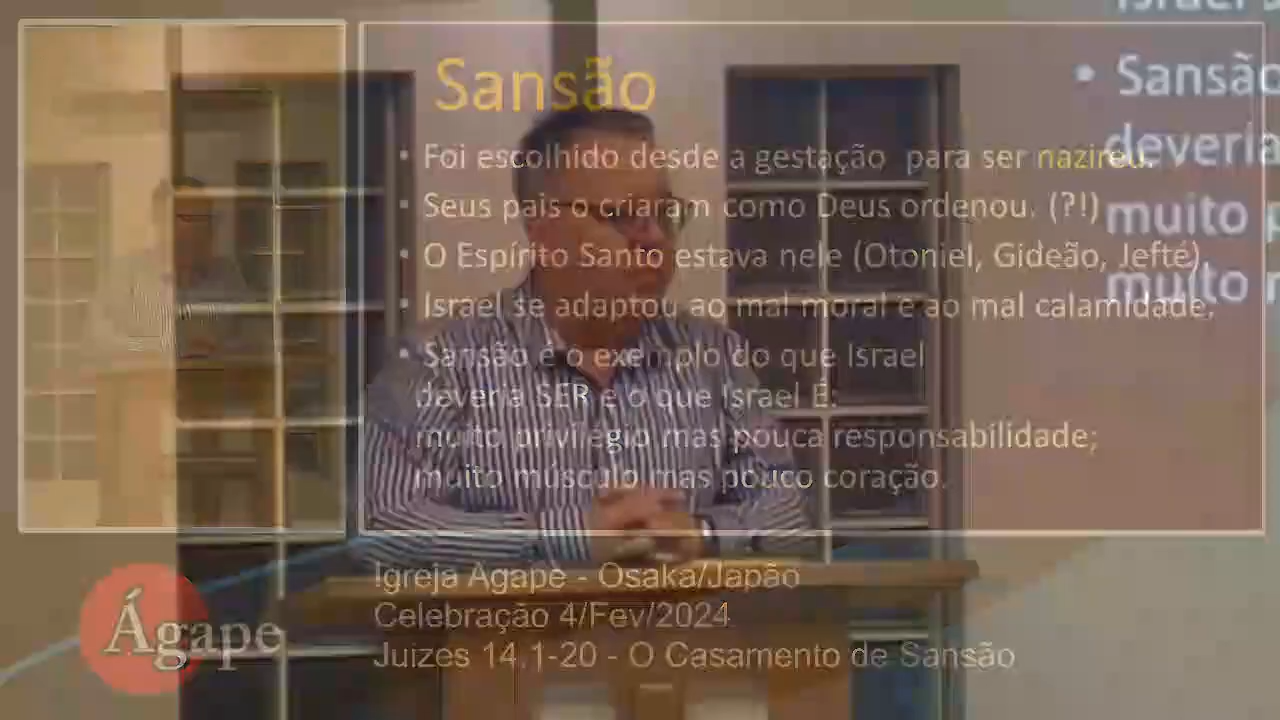 Sansão
• Foi escolhido desde a gestação para ser nazireu.
• Seus pais o criaram como Deus ordenou. (?!)
• O Espírito Santo estava nele (Otoniel, Gideão, Jefté).
• Israel se adaptou ao mal moral e ao mal calamidade.
• Sansão é o exemplo do que Israel
deveria SER e o que Israel É:
muito privilégio mas pouca responsabilidade;
muito músculo mas pouco coração.
Israel
• Sansão
deveria
muito
muito
Ágape
Igreja Agape - Osaka/Japão
Celebração 4/Fev/2024
Juizes 14.1-20 - O Casamento de Sansão